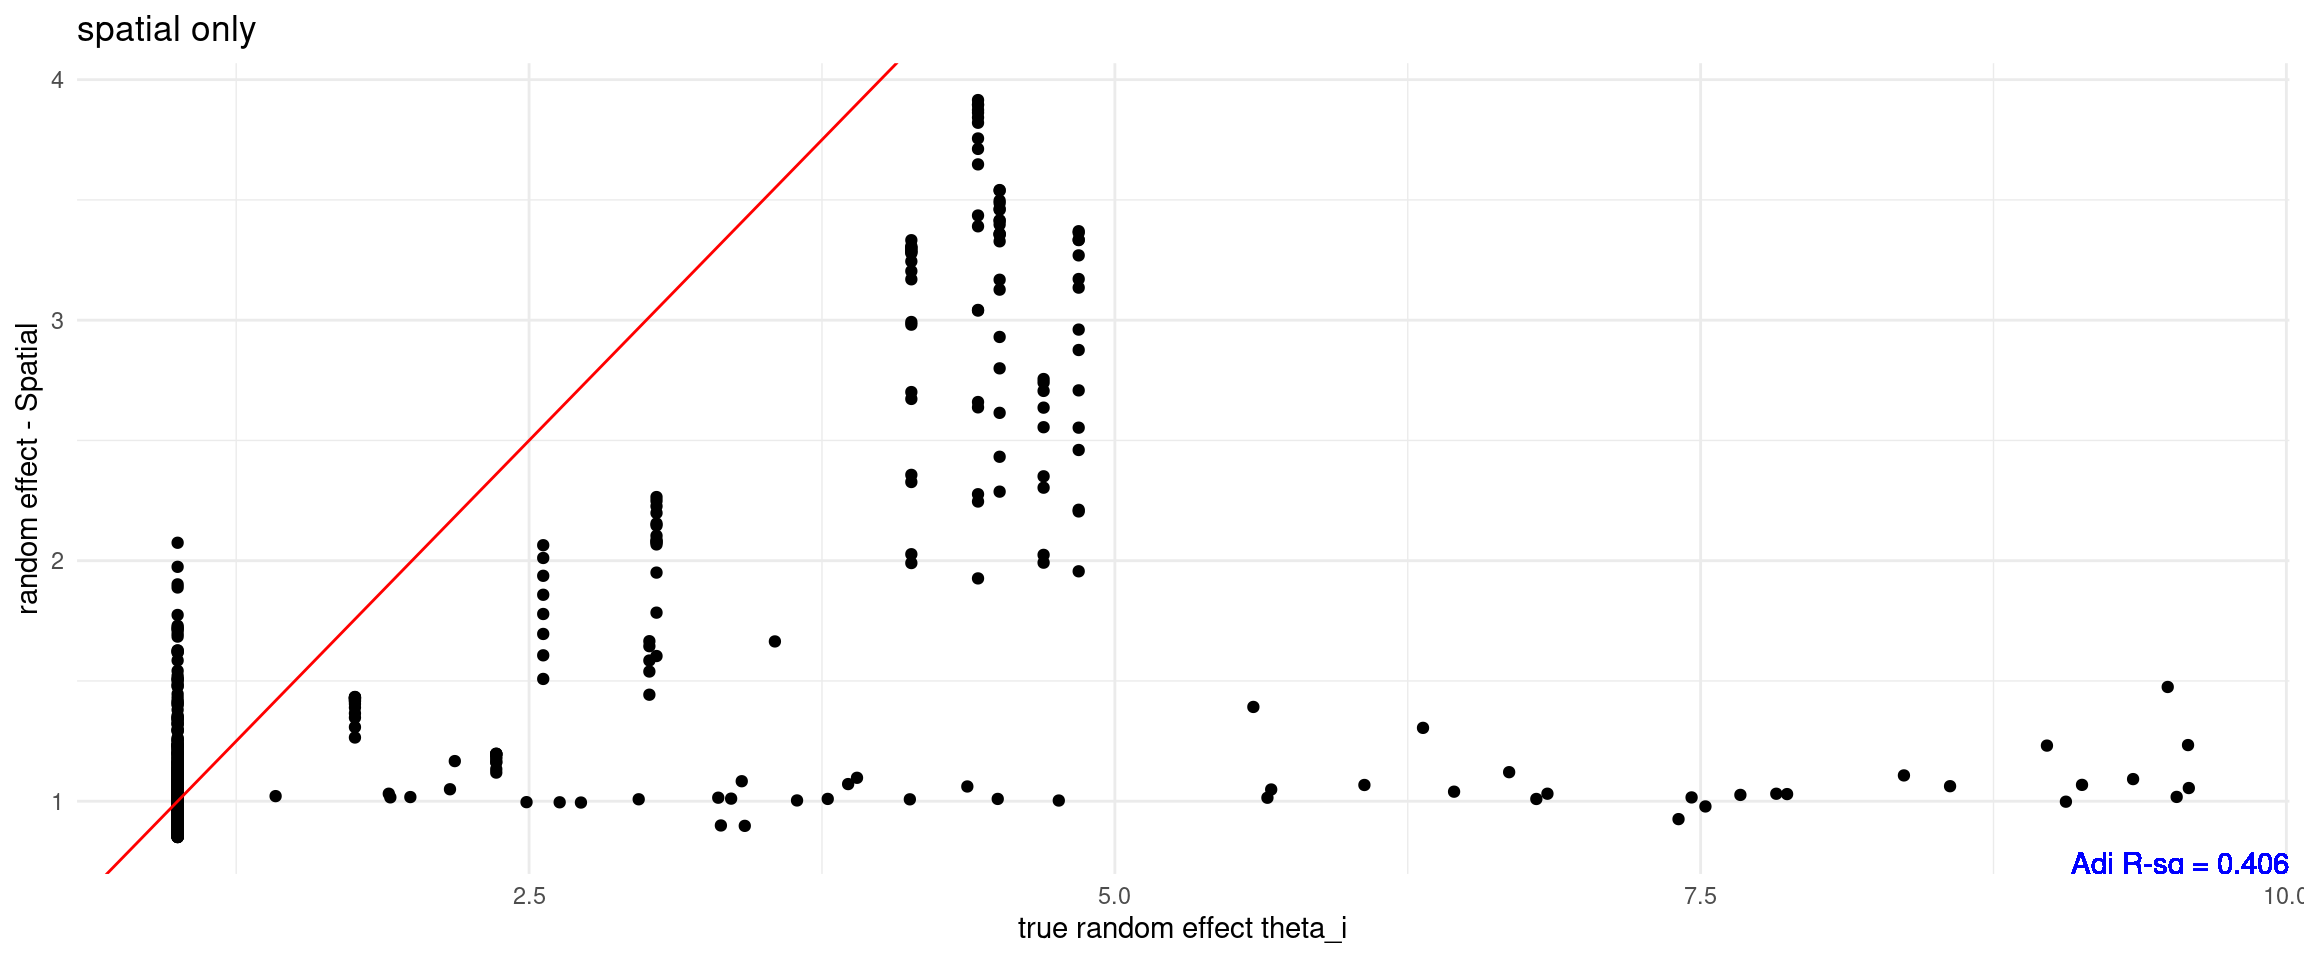 spatial only
4
3
2
1
random effect - Spatial
2.5
5.0
7.5
10.0
true random effect theta_i
Adj R-sq = 0.406